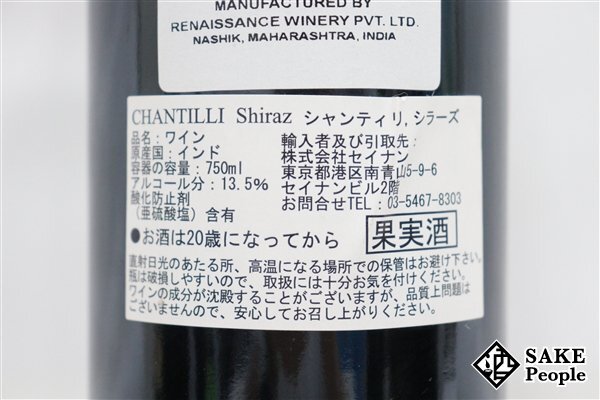 MANUFACTURED BY
RENAISSANCE WINERY PVT. LTD.
NASHIK, MAHARASHTRA, INDIA
CHANTILLI Shiraz シャンティリ,シラーズ
品名:ワイン
原産国:インド
容器の容量:750ml
アルコール分:13.5%
酸化防止剤
(亜硫酸塩)含有
輸入者及び引取先:
株式会社セイナン
東京都港区南青山5-9-6
セイナンビル2階
お問合せTEL:03-5467-8303
●お酒は20歳になってから
果実酒
直射日光のあたる所、高温になる場所での保管はお避け下さい。
瓶は破損しやすいので、取扱には十分お気を付けください。
ワインの成分が沈殿することがございますが、品質上問題は
ございませんので、安心してお召し上がりください。
酒
SAKE
People